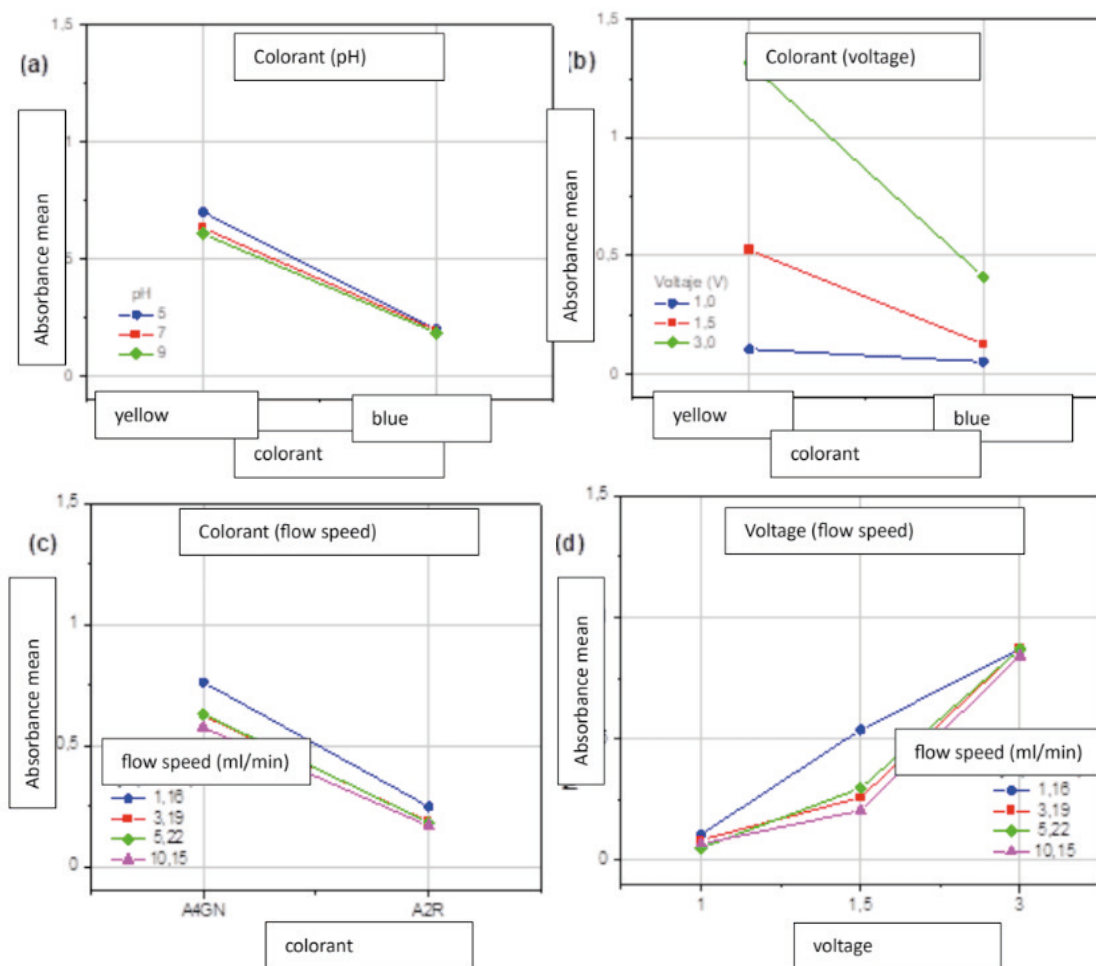 1,5
(a)
Colorant (pH)
1
Absorbance mean
,5
pH
5
7
9
0
yellow
blue
colorant
1,5
(b)
Colorant (voltage)
1
Absorbance mean
0,5
Voltaje (V)
1,0
1,5
3,0
0
yellow
blue
colorant
1,5
(c)
Colorant (flow speed)
1
Absorbance mean
0,5
flow speed (ml/min)
1,16
3,19
5,22
10,15
0
A4GN
A2R
colorant
1,5
(d)
Voltage (flow speed)
1
Absorbance mean
,5
flow speed (ml/min)
1,16
3,19
5,22
10,15
0
1
1,5
3
voltage